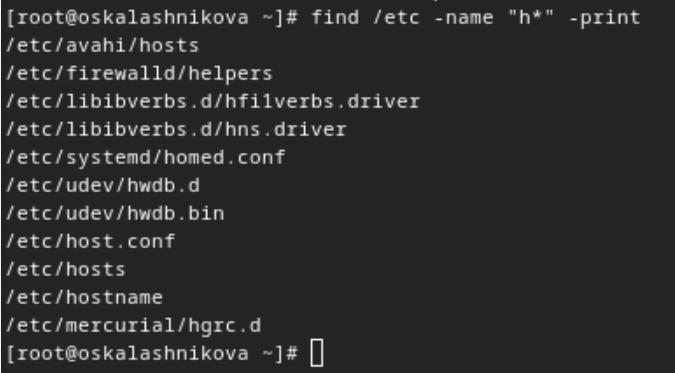 [root@oskalashnikova ~]# find /etc -name "h*" -print
/etc/avahi/hosts
/etc/firewalld/helpers
/etc/libibverbs.d/hfi1verbs.driver
/etc/libibverbs.d/hns.driver
/etc/systemd/homed.conf
/etc/udev/hwdb.d
/etc/udev/hwdb.bin
/etc/host.conf
/etc/hosts
/etc/hostname
/etc/mercurial/hgrc.d
[root@oskalashnikova ~]#